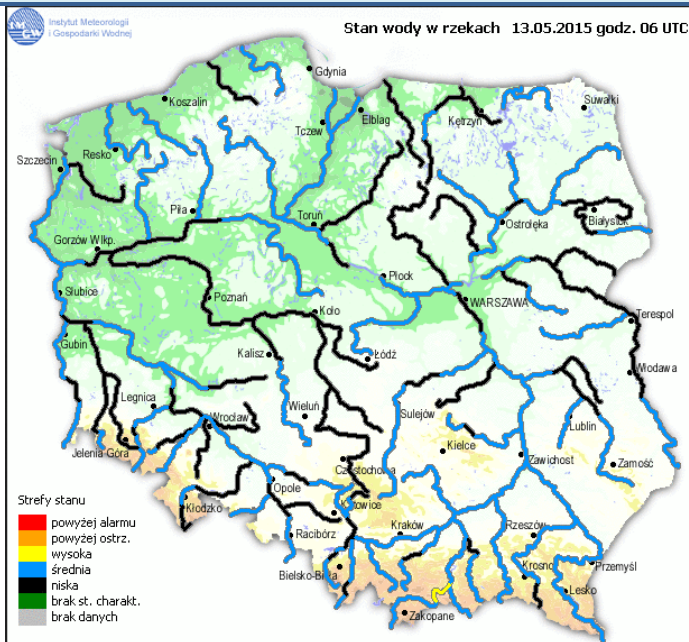 Instytut Meteorologii
i Gospodarki Wodnej
Stan wody w rzekach 13.05.2015 godz. 06 UTC
Gdynia
Koszalin
Suwałki
Elbląg
Kętrzyn
Tczew
Resko
Szczecin
Piła
Toruń
Ostrołęka
Białystok
Gorzów Wlkp.
Płock
Słubice
Poznań
WARSZAWA
Koło
Terespol
Gubin
Kalisz
Łódź
Włodawa
Legnica
Wieluń
Sulejów
Wrocław
Lublin
Jelenia Góra
Kielce
Zawichost
Zamość
Częstochowa
Opole
Strefy stanu
Kłodzko
Katowice
powyżej alarmu
Kraków
Rzeszów
powyżej ostrz.
Racibórz
wysoka
Przemyśl
średnia
Krosno
Bielsko-Biała
niska
Lesko
brak st. charakt.
Zakopane
brak danych